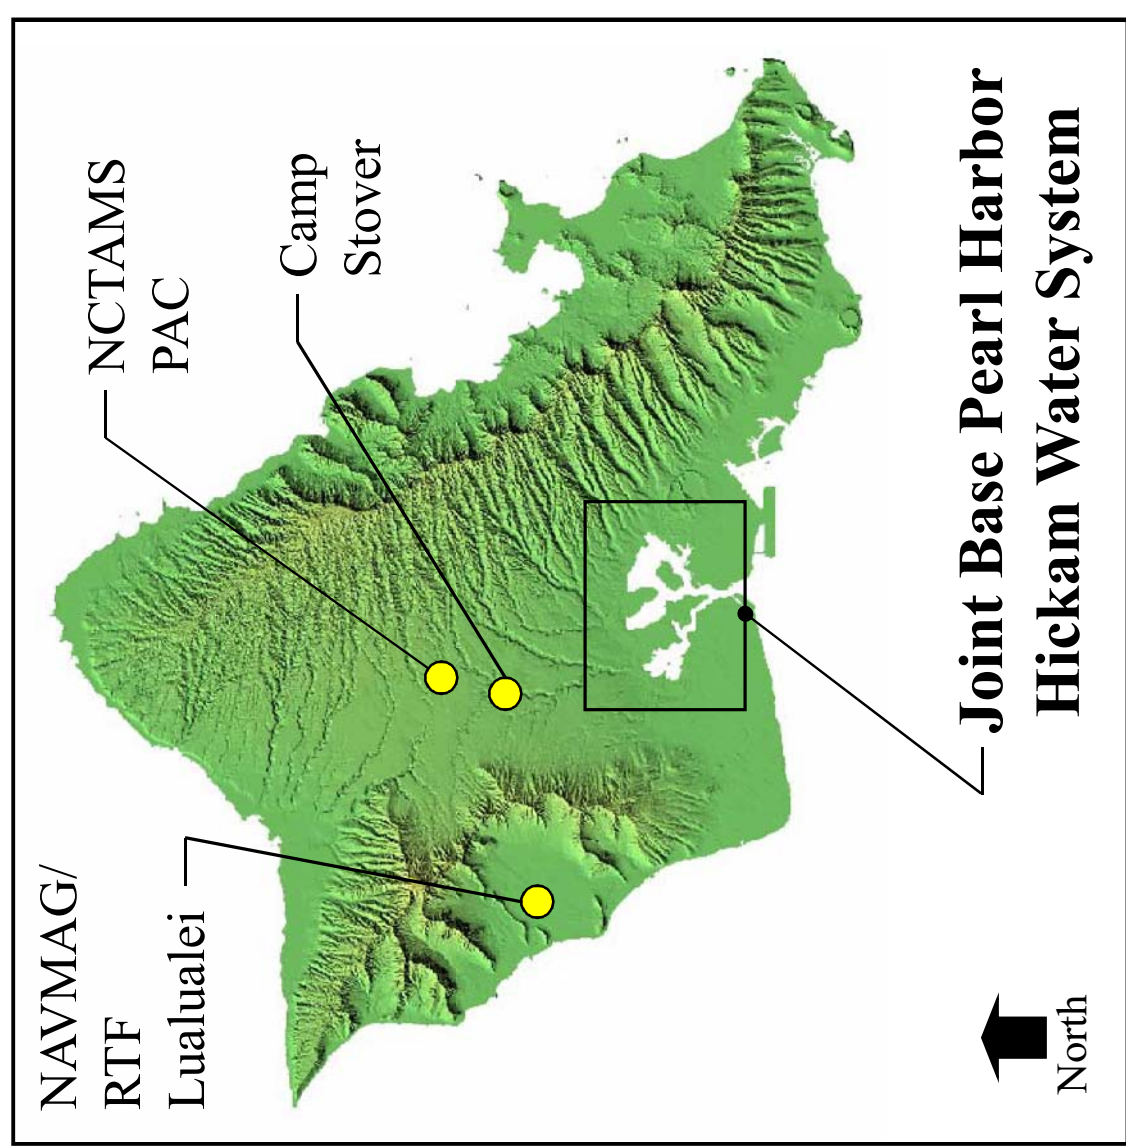 NAVMAG/
RTF
Lualualei
NCTAMS
PAC
Camp
Stover
Joint Base Pearl Harbor
Hickam Water System
North